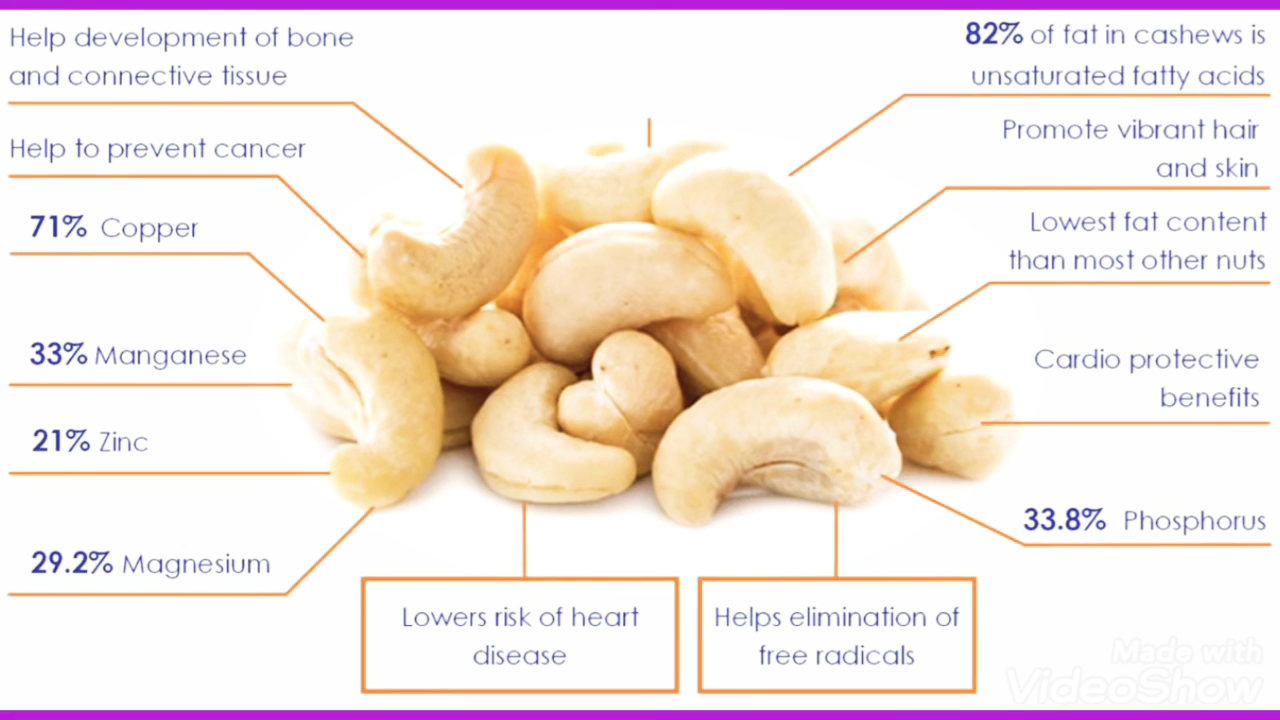 Help development of bone
and connective tissue
Help to prevent cancer
71% Copper
33% Manganese
21% Zinc
29.2% Magnesium
82% of fat in cashews is
unsaturated fatty acids
Promote vibrant hair
and skin
Lowest fat content
than most other nuts
Cardio protective
benefits
33.8% Phosphorus
Lowers risk of heart
disease
Helps elimination of
free radicals
Made with
VideoShow